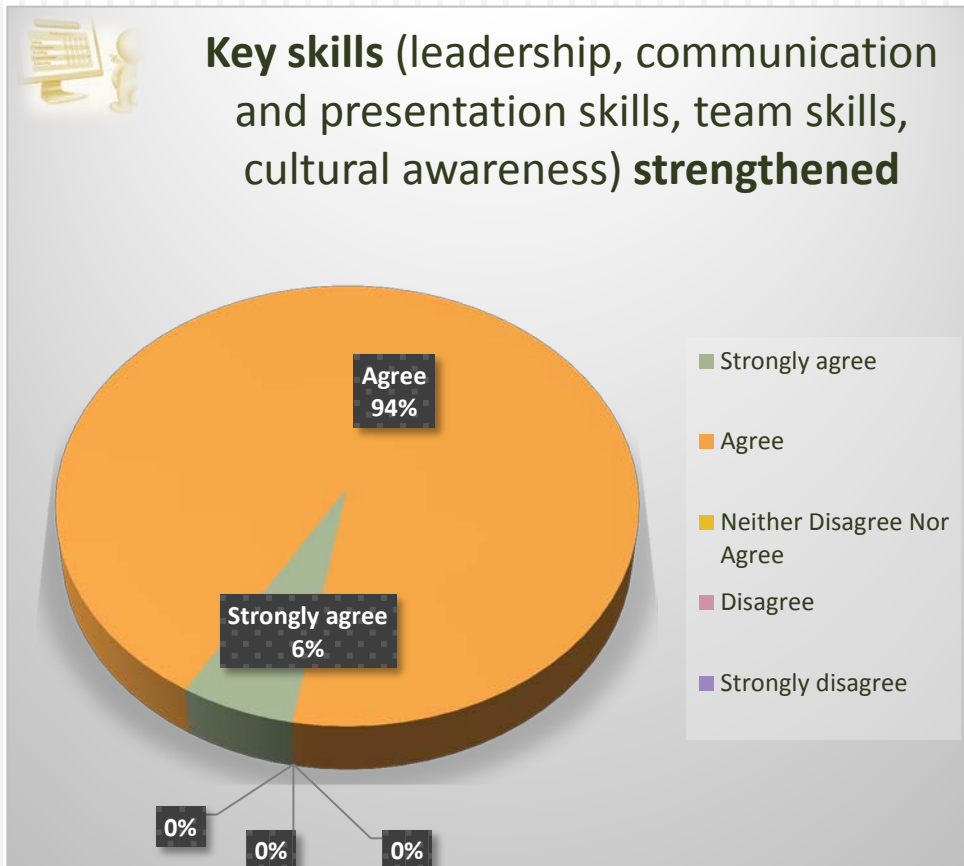 Key skills (leadership, communication
and presentation skills, team skills,
cultural awareness) strengthened
Agree
94%
Strongly agree
6%
0%
0%
0%
Strongly agree
Agree
Neither Disagree Nor
Agree
Disagree
Strongly disagree